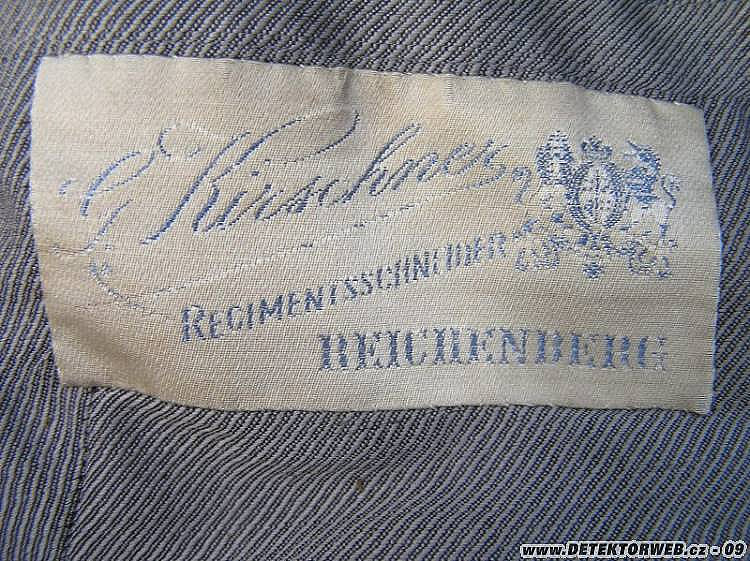 G. Kirschner
REGIMENTSSCHNEIDER
REICHENBERG
www.DETEKTORWEB.cz - 09